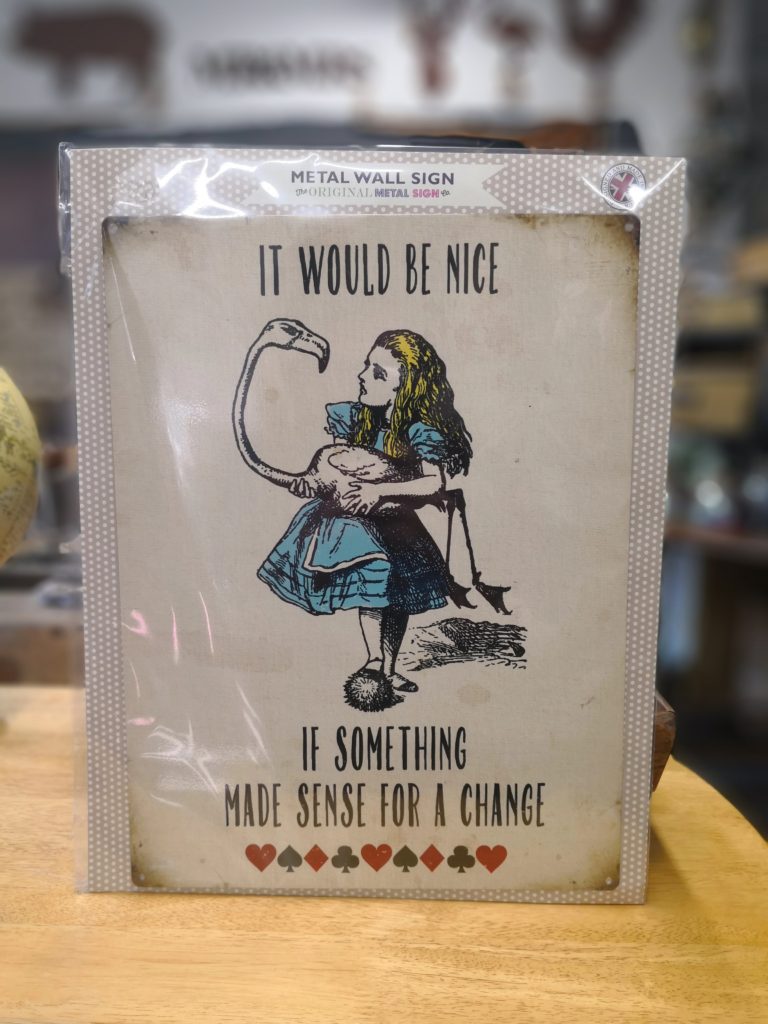 METAL WALL SIGN
The ORIGINAL METAL SIGN Co.
IT WOULD BE NICE
IF SOMETHING
MADE SENSE FOR A CHANGE